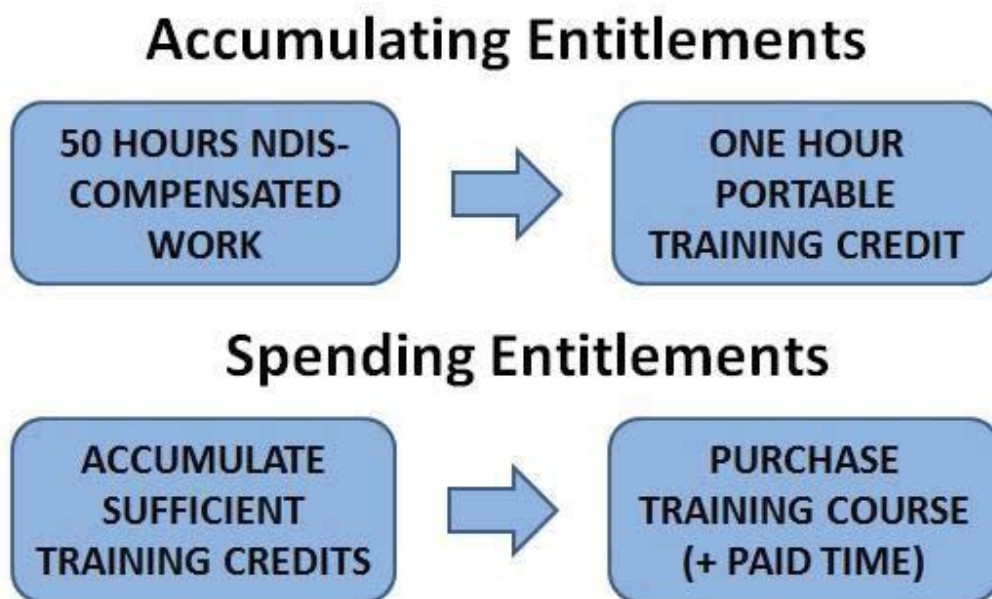 Accumulating Entitlements
50 HOURS NDIS-
COMPENSATED
WORK
ONE HOUR
PORTABLE
TRAINING CREDIT
Spending Entitlements
ACCUMULATE
SUFFICIENT
TRAINING CREDITS
PURCHASE
TRAINING COURSE
(+ PAID TIME)